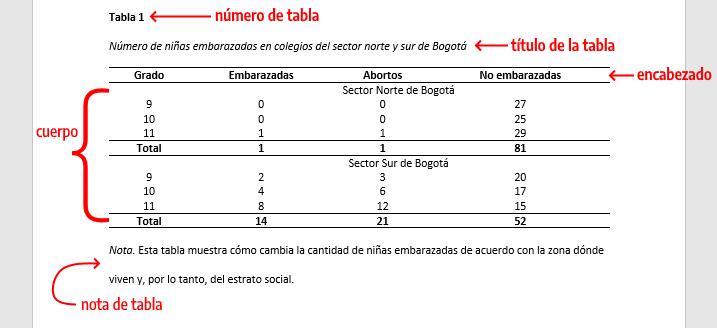 Tabla 1 número de tabla
Número de niñas embarazadas en colegios del sector norte y sur de Bogotá título de la tabla
Grado Embarazadas Abortos No embarazadas encabezado
Sector Norte de Bogotá
9 0 0 27
10 0 0 25
cuerpo
11 1 1 29
Total 1 1 81
Sector Sur de Bogotá
9 2 3 20
10 4 6 17
11 8 12 15
Total 14 21 52
Nota. Esta tabla muestra cómo cambia la cantidad de niñas embarazadas de acuerdo con la zona dónde
viven y, por lo tanto, del estrato social.
nota de tabla